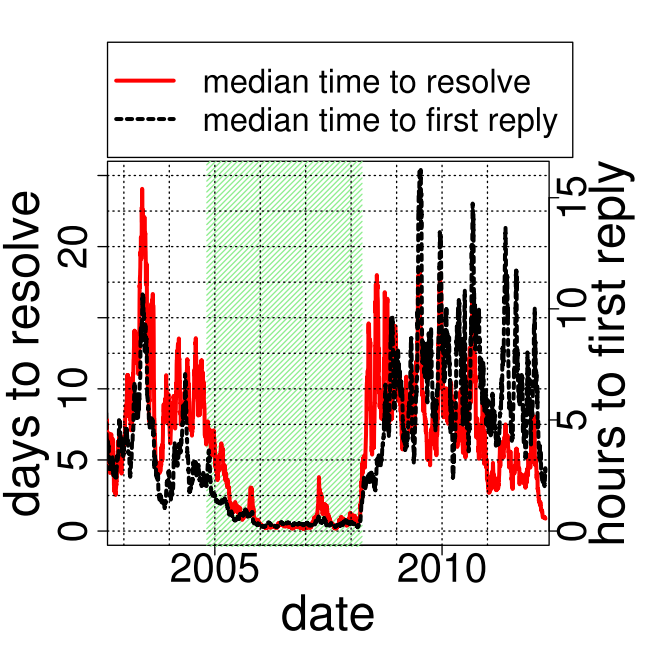 median time to resolve
median time to first reply
days to resolve
0
5
10
20
hours to first reply
0
5
10
15
2005
2010
date